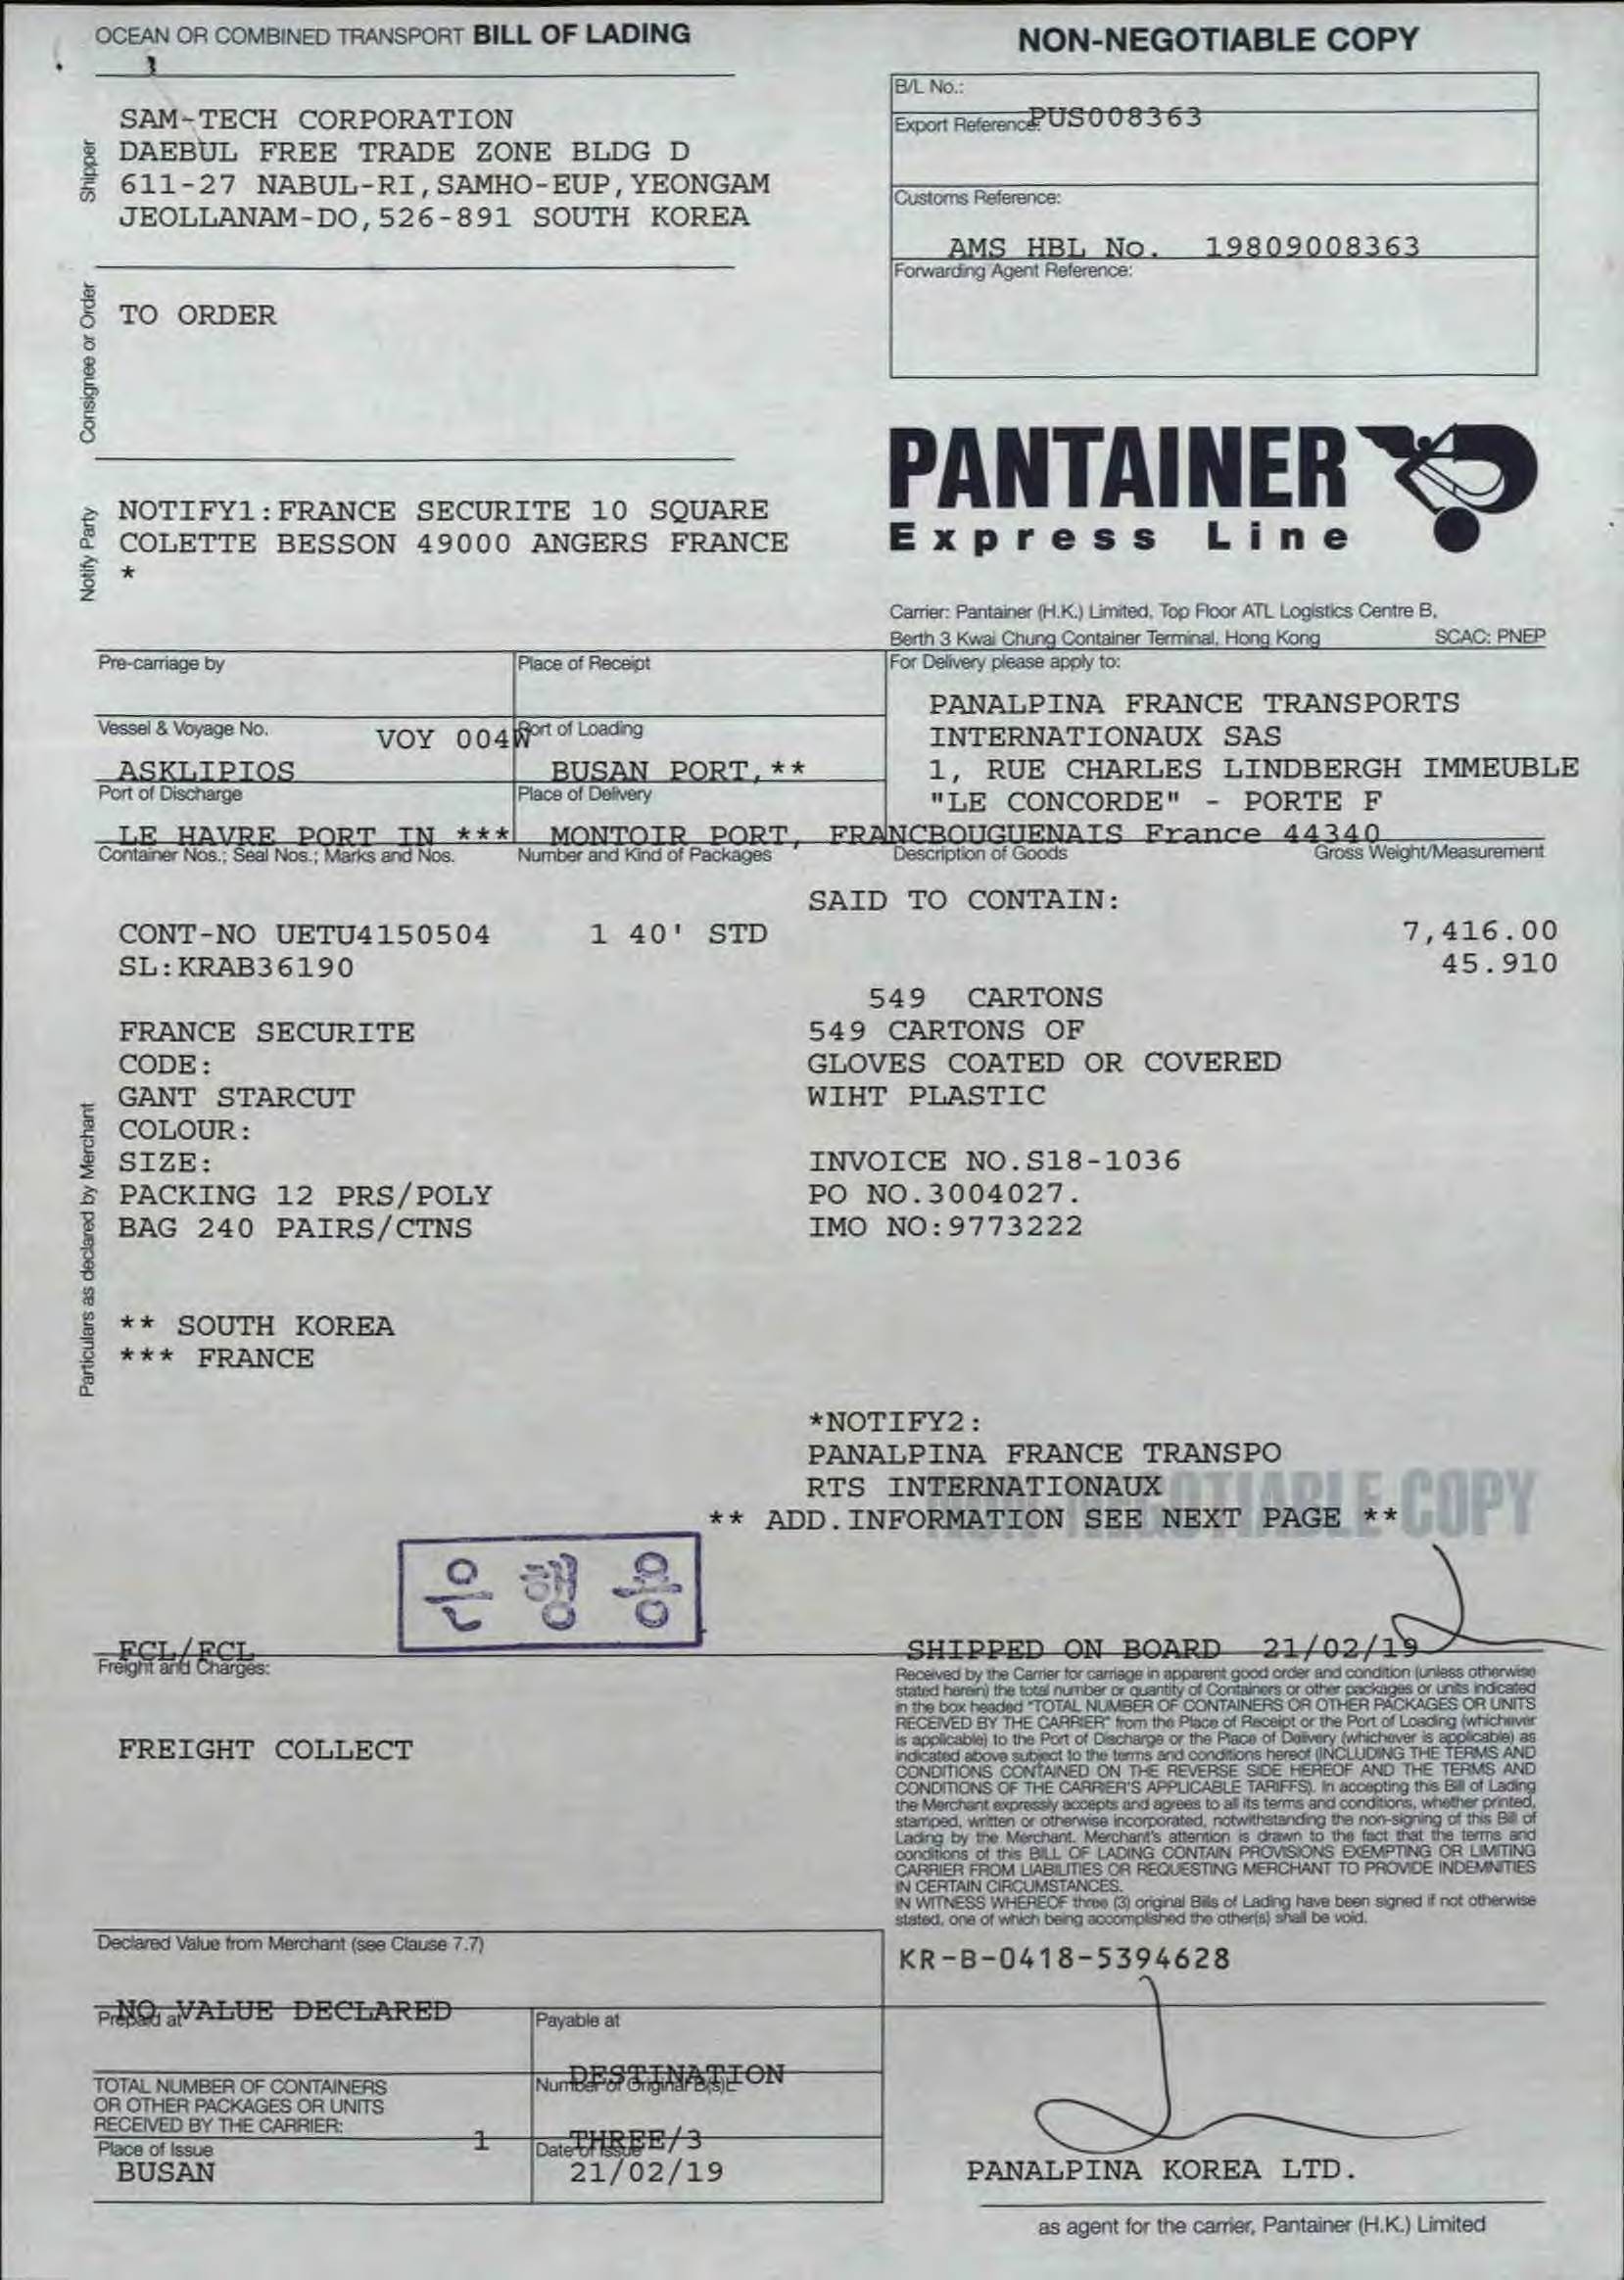 OCEAN OR COMBINED TRANSPORT BILL OF LADING
NON-NEGOTIABLE COPY
Shipper
SAM-TECH CORPORATION
DAEBUL FREE TRADE ZONE BLDG D
611-27 NABUL-RI,SAMHO-EUP,YEONGAM
JEOLLANAM-DO,526-891 SOUTH KOREA
B/L No.:
PUS008363
Export Reference:
Customs Reference:
AMS HBL No. 19809008363
Forwarding Agent Reference:
Consignee or Order
TO ORDER
Notify Party
NOTIFY1:FRANCE SECURITE 10 SQUARE
COLETTE BESSON 49000 ANGERS FRANCE
*
PANTAINER
Express Line
Carrier: Pantainer (H.K.) Limited, Top Floor ATL Logistics Centre B,
Berth 3 Kwai Chung Container Terminal, Hong Kong SCAC: PNEP
Pre-carriage by
Place of Receipt
For Delivery please apply to:
PANALPINA FRANCE TRANSPORTS
INTERNATIONAUX SAS
1, RUE CHARLES LINDBERGH IMMEUBLE
"LE CONCORDE" - PORTE F
BOUGUENAIS France 44340
Vessel & Voyage No.
VOY 004W
ASKLIPIOS
Port of Loading
BUSAN PORT,**
Port of Discharge
LE HAVRE PORT IN ***
Place of Delivery
MONTOIR PORT, FRANC
Container Nos.; Seal Nos.; Marks and Nos.
Number and Kind of Packages
Description of Goods
Gross Weight/Measurement
SAID TO CONTAIN:
CONT-NO UETU4150504 1 40' STD 7,416.00
SL:KRAB36190 45.910
549 CARTONS
FRANCE SECURITE 549 CARTONS OF
CODE: GLOVES COATED OR COVERED
GANT STARCUT WIHT PLASTIC
COLOUR:
SIZE: INVOICE NO.S18-1036
PACKING 12 PRS/POLY PO NO.3004027.
BAG 240 PAIRS/CTNS IMO NO:9773222
Particulars as declared by Merchant
** SOUTH KOREA
*** FRANCE
*NOTIFY2:
PANALPINA FRANCE TRANSPO
RTS INTERNATIONAUX
** ADD.INFORMATION SEE NEXT PAGE **
NON-NEGOTIABLE COPY
은행용
FCL/FCL
SHIPPED ON BOARD 21/02/19
Freight and Charges:
FREIGHT COLLECT
Received by the Carrier for carriage in apparent good order and condition (unless otherwise
stated herein) the total number or quantity of Containers or other packages or units indicated
in the box headed "TOTAL NUMBER OF CONTAINERS OR OTHER PACKAGES OR UNITS
RECEIVED BY THE CARRIER" from the Place of Receipt or the Port of Loading (whichever
is applicable) to the Port of Discharge or the Place of Delivery (whichever is applicable) as
indicated above subject to the terms and conditions hereof (INCLUDING THE TERMS AND
CONDITIONS CONTAINED ON THE REVERSE SIDE HEREOF AND THE TERMS AND
CONDITIONS OF THE CARRIER'S APPLICABLE TARIFFS). In accepting this Bill of Lading
the Merchant expressly accepts and agrees to all its terms and conditions, whether printed,
stamped, written or otherwise incorporated, notwithstanding the non-signing of this Bill of
Lading by the Merchant. Merchant's attention is drawn to the fact that the terms and
conditions of this BILL OF LADING CONTAIN PROVISIONS EXEMPTING OR LIMITING
CARRIER FROM LIABILITIES OR REQUESTING MERCHANT TO PROVIDE INDEMNITIES
IN CERTAIN CIRCUMSTANCES.
IN WITNESS WHEREOF three (3) original Bills of Lading have been signed if not otherwise
stated, one of which being accomplished the other(s) shall be void.
Declared Value from Merchant (see Clause 7.7)
NO VALUE DECLARED
KR-B-0418-5394628
Prepaid at
Payable at
DESTINATION
TOTAL NUMBER OF CONTAINERS
OR OTHER PACKAGES OR UNITS
RECEIVED BY THE CARRIER:
1
Number of Original B(s)L
THREE/3
Place of Issue
BUSAN
Date of Issue
21/02/19
PANALPINA KOREA LTD.
as agent for the carrier, Pantainer (H.K.) Limited